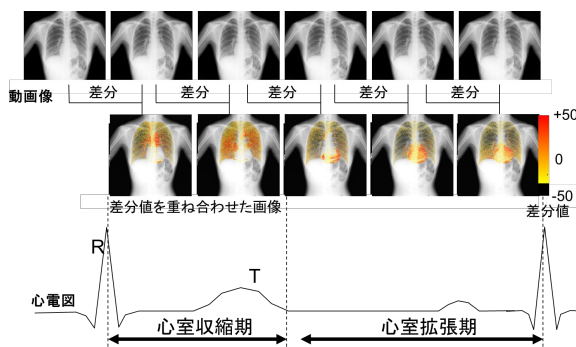 動画像
差分
差分
差分
差分
差分
+50
0
-50
差分値
差分値を重ね合わせた画像
R
T
心電図
心室収縮期
心室拡張期